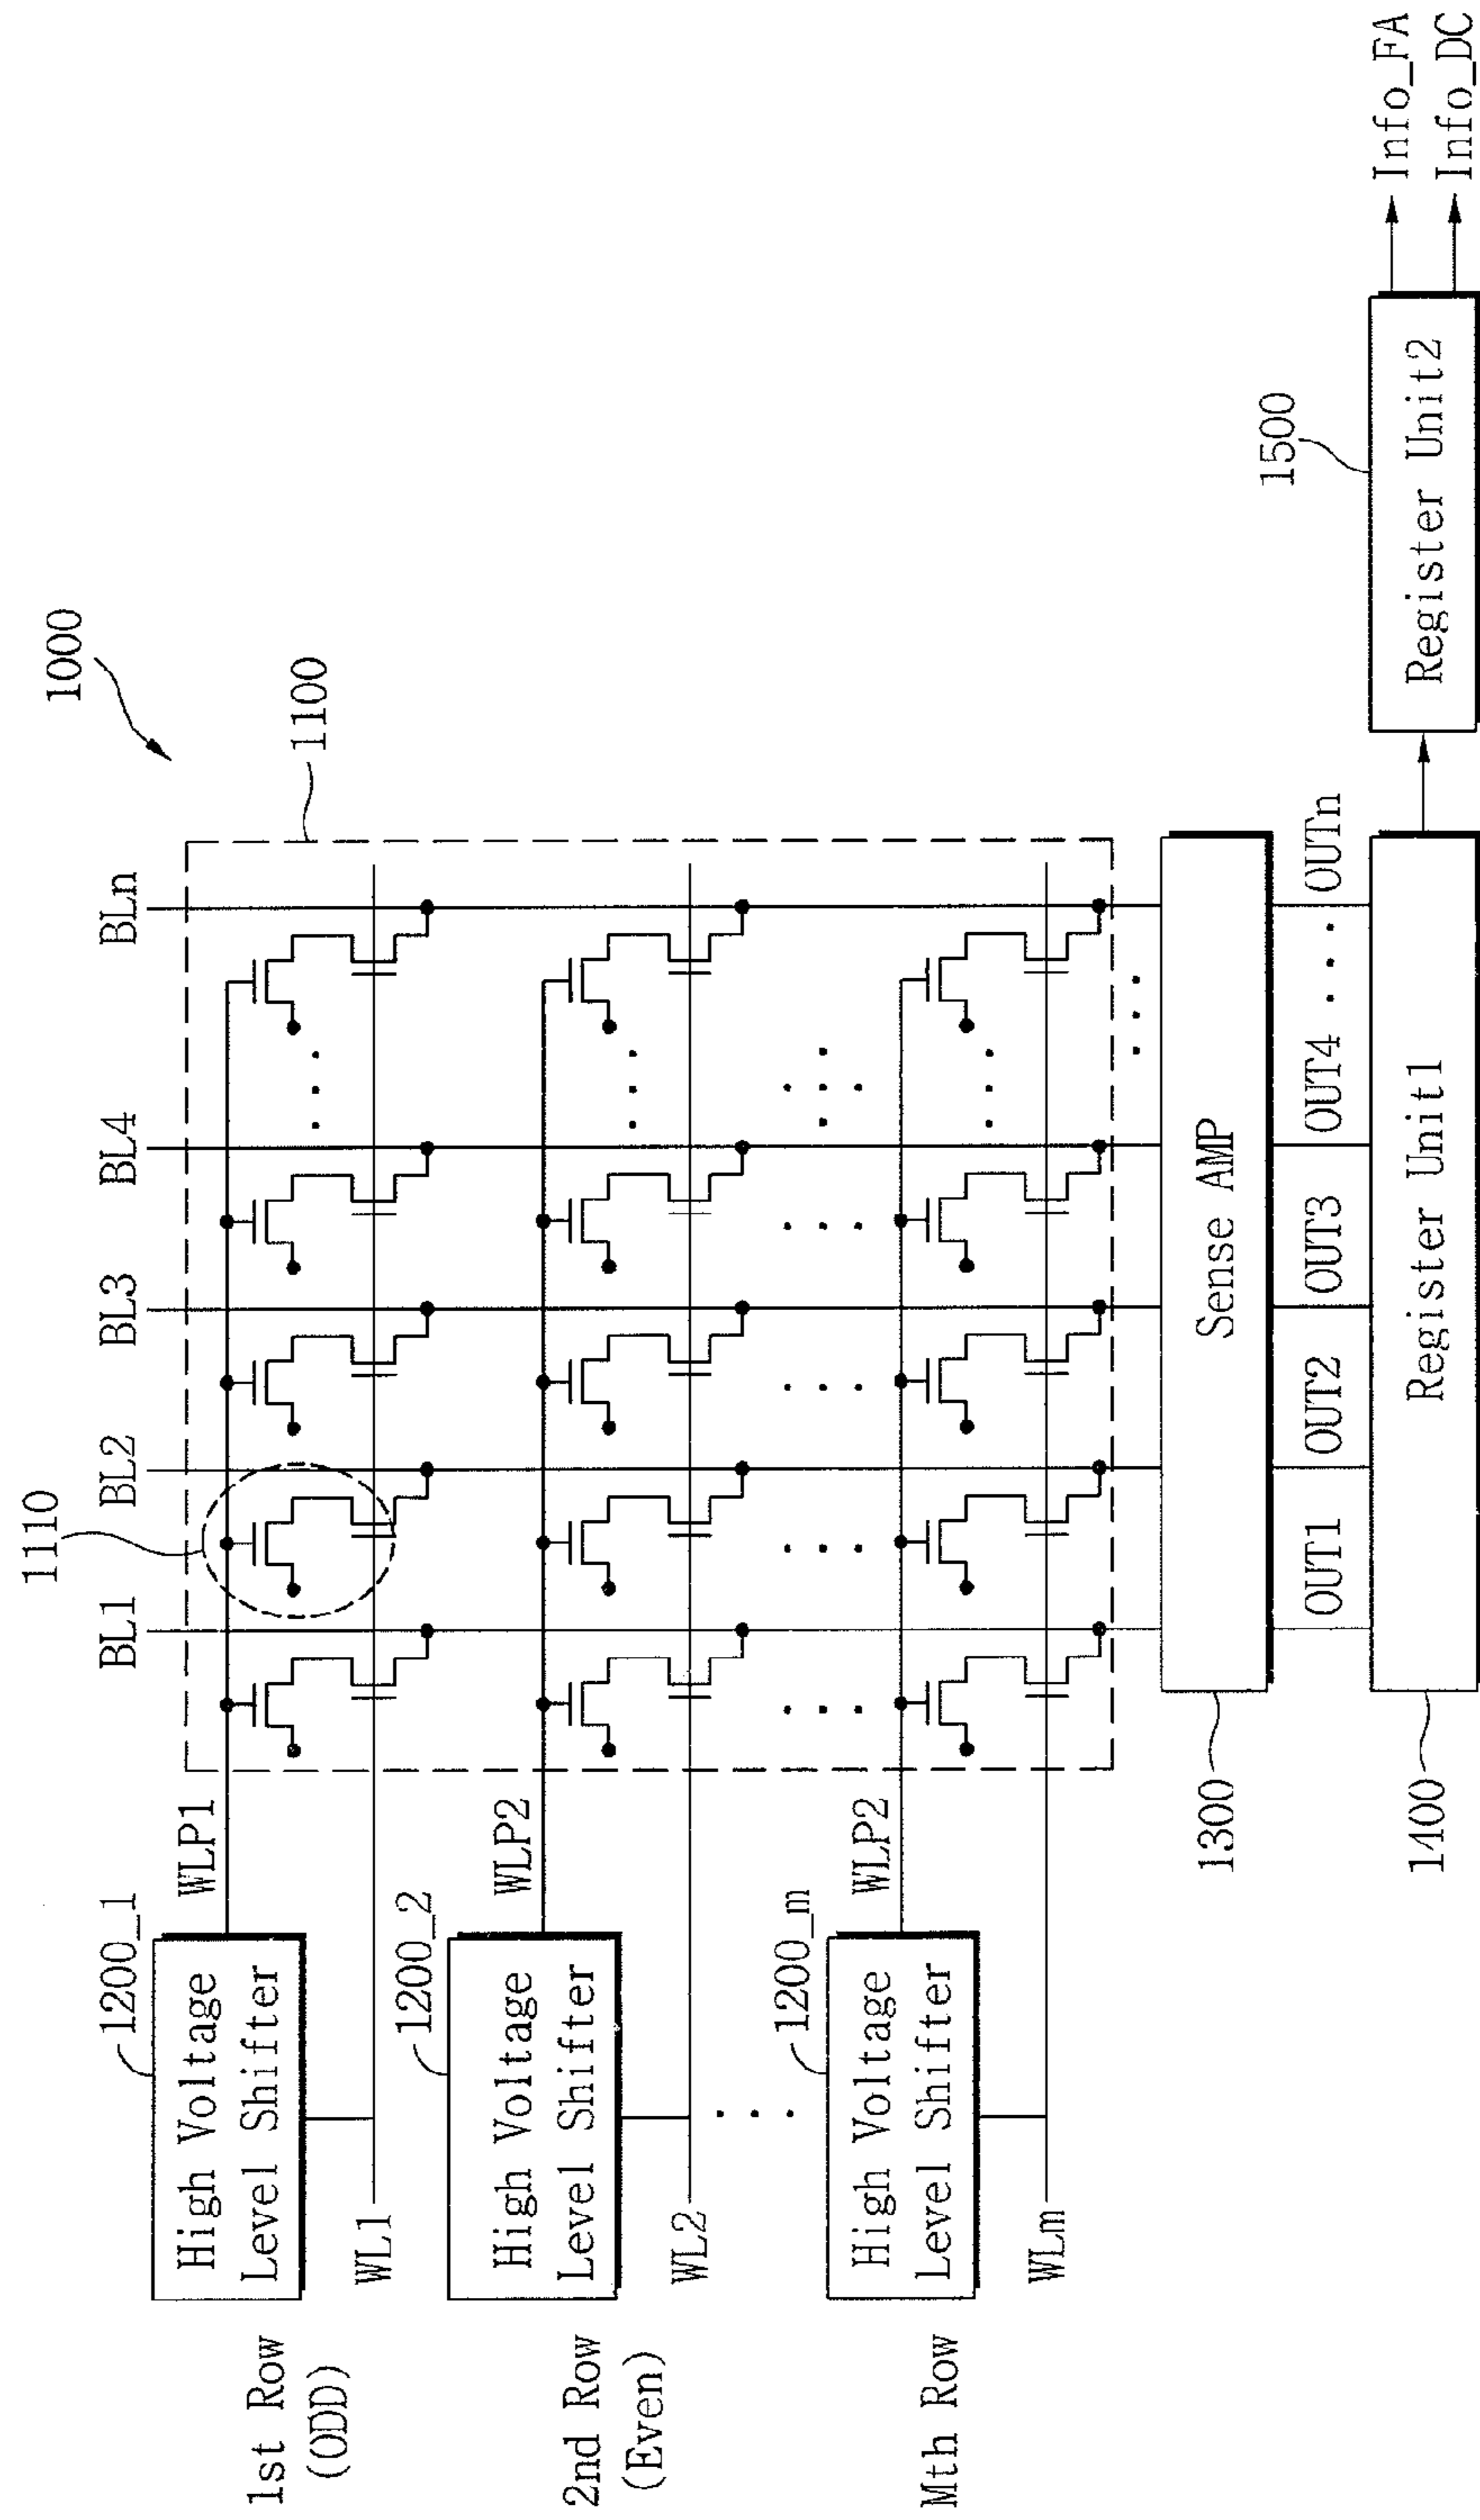 1000
1100
1110
BL1
BL2
BL3
BL4
BLn
1st Row
(ODD)
High Voltage
Level Shifter
1200_1
WLP1
WL1
2nd Row
(Even)
High Voltage
Level Shifter
1200_2
WLP2
WL2
Mth Row
High Voltage
Level Shifter
1200_m
WLP2
WLm
1300
Sense AMP
OUT1
OUT2
OUT3
OUT4
OUTn
1400
Register Unit1
1500
Register Unit2
Info_FA
Info_DC